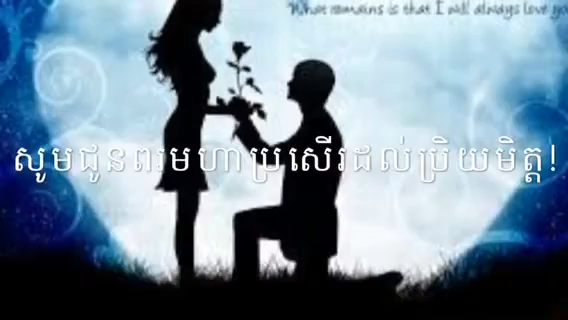 What remains is that I will always love yo
សូមជូនពរមហាប្រសើរដល់ប្រិយមិត្ត!